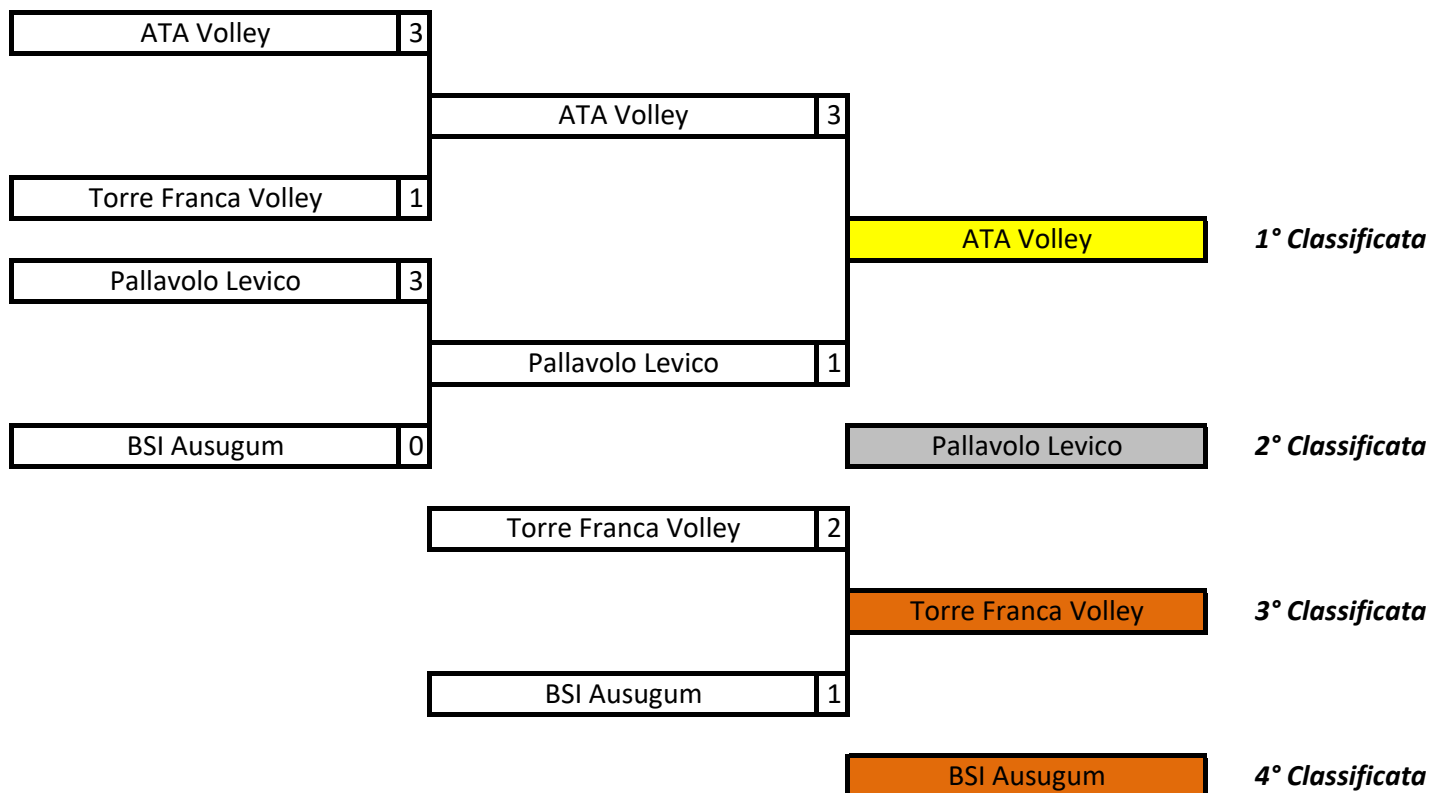 ATA Volley 3
ATA Volley 3
Torre Franca Volley 1
ATA Volley 1° Classificata
Pallavolo Levico 3
Pallavolo Levico 1
BSI Ausugum 0
Pallavolo Levico 2° Classificata
Torre Franca Volley 2
Torre Franca Volley 3° Classificata
BSI Ausugum 1
BSI Ausugum 4° Classificata